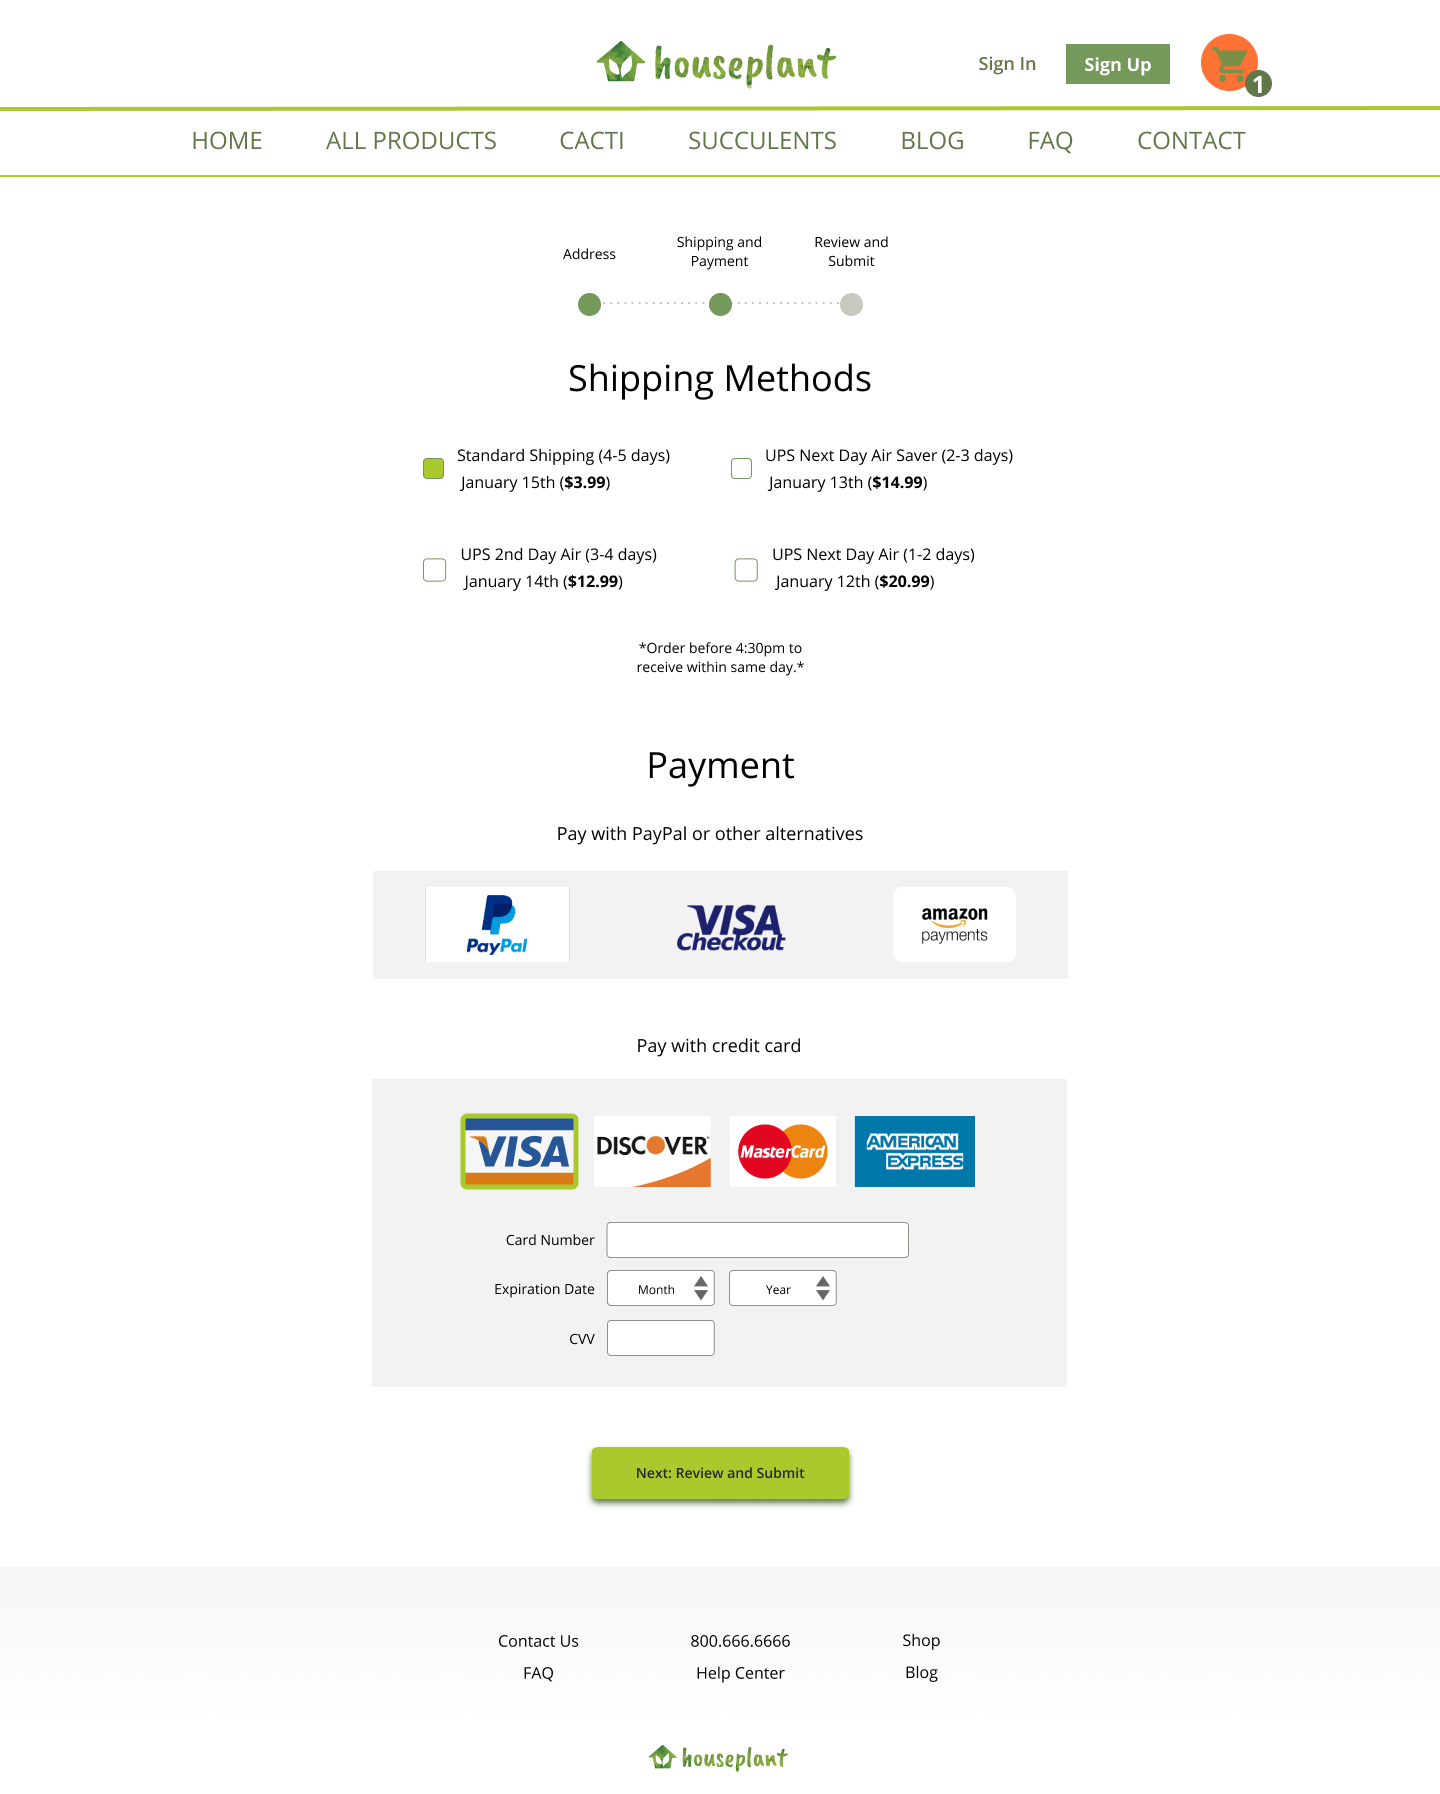 houseplant
Sign In
Sign Up
1
HOME
ALL PRODUCTS
CACTI
SUCCULENTS
BLOG
FAQ
CONTACT
Address
Shipping and
Payment
Review and
Submit
Shipping Methods
Standard Shipping (4-5 days)
January 15th ($3.99)
UPS Next Day Air Saver (2-3 days)
January 13th ($14.99)
UPS 2nd Day Air (3-4 days)
January 14th ($12.99)
UPS Next Day Air (1-2 days)
January 12th ($20.99)
*Order before 4:30pm to
receive within same day.*
Payment
Pay with PayPal or other alternatives
PayPal
VISA
Checkout
amazon
payments
Pay with credit card
VISA
DISCOVER
MasterCard
AMERICAN
EXPRESS
Card Number
Expiration Date
Month
Year
CVV
Next: Review and Submit
Contact Us
800.666.6666
Shop
FAQ
Help Center
Blog
houseplant